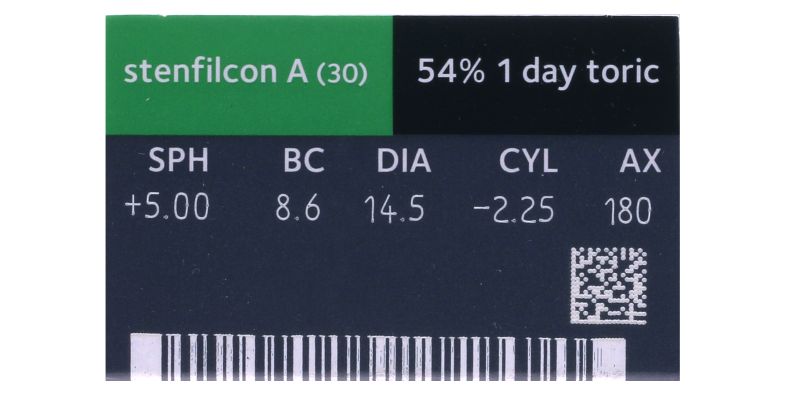 stenfilcon A (30) 54% 1 day toric
SPH BC DIA CYL AX
+5.00 8.6 14.5 -2.25 180